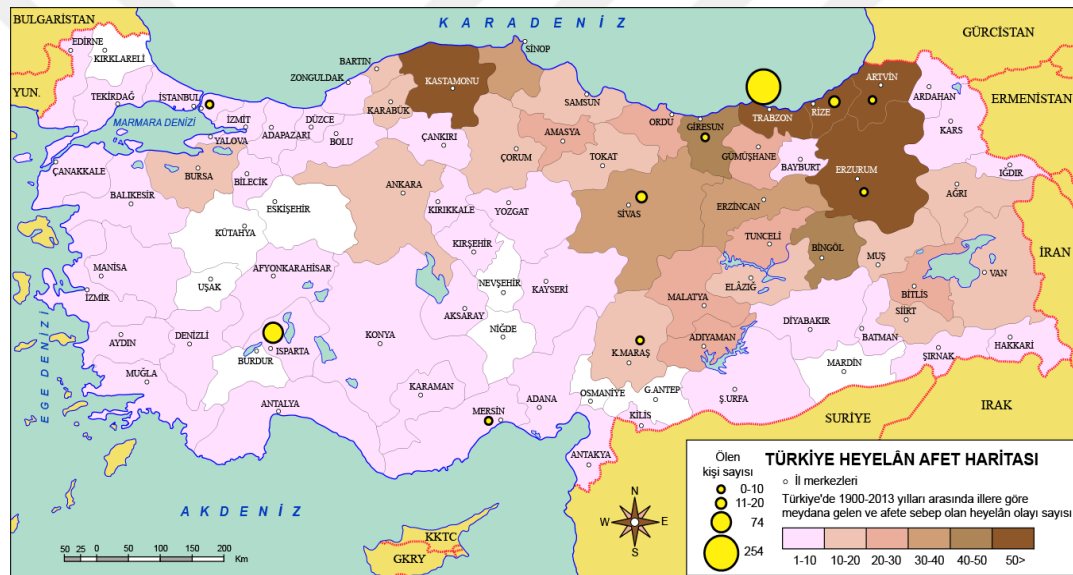 BULGARİSTAN
KARADENİZ
GÜRCİSTAN
EDİRNE
KIRKLARELİ
SİNOP
BARTIN
ZONGULDAK
KASTAMONU
ARTVİN
YUN.
TEKİRDAĞ
İSTANBUL
KARABÜK
SAMSUN
TRABZON
RİZE
ARDAHAN
ERMENİSTAN
MARMARA DENİZİ
İZMİT
ADAPAZARI
DÜZCE
ORDU
GİRESUN
KARS
YALOVA
BOLU
ÇANKIRI
AMASYA
GÜMÜŞHANE
ÇANAKKALE
BURSA
BİLECİK
ÇORUM
TOKAT
BAYBURT
ERZURUM
IĞDIR
BALIKESİR
ESKİŞEHİR
ANKARA
KIRIKKALE
YOZGAT
SİVAS
ERZİNCAN
AĞRI
KÜTAHYA
KIRŞEHİR
TUNCELİ
BİNGÖL
İRAN
MANİSA
AFYONKARAHİSAR
MUŞ
VAN
UŞAK
NEVŞEHİR
KAYSERİ
ELAZIĞ
İZMİR
AKSARAY
MALATYA
BİTLİS
EGE DENİZİ
AYDIN
DENİZLİ
KONYA
NİĞDE
DİYABAKIR
SİİRT
BURDUR
ISPARTA
K.MARAŞ
ADIYAMAN
BATMAN
HAKKARİ
MUĞLA
MARDİN
ŞIRNAK
KARAMAN
ADANA
OSMANİYE
G.ANTEP
Ş.URFA
ANTALYA
MERSİN
KİLİS
SURİYE
IRAK
ANTAKYA
AKDENİZ
KKTC
GKRY
N
W
E
S
50 25 0 50 100 150 200
Km
Ölen
kişi sayısı
0-10
11-20
74
254
TÜRKİYE HEYELÂN AFET HARİTASI
İl merkezleri
Türkiye'de 1900-2013 yılları arasında illere göre
meydana gelen ve afete sebep olan heyelân olayı sayısı
1-10 10-20 20-30 30-40 40-50 50>